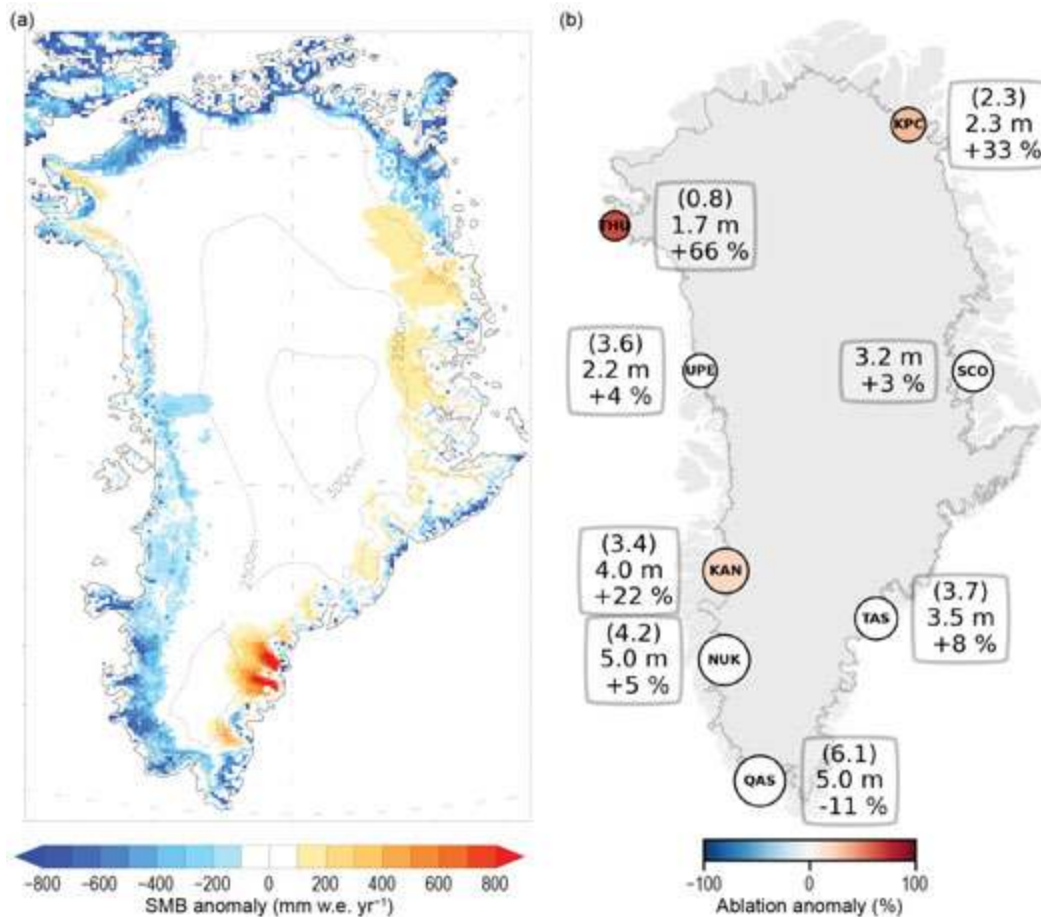 (a)
2500m
3000m
2500m
−800 −600 −400 −200 0 200 400 600 800
SMB anomaly (mm w.e. yr⁻¹)
(b)
KPC
(2.3)
2.3 m
+33 %
THU
(0.8)
1.7 m
+66 %
UPE
(3.6)
2.2 m
+4 %
SCO
3.2 m
+3 %
KAN
(3.4)
4.0 m
+22 %
NUK
(4.2)
5.0 m
+5 %
TAS
(3.7)
3.5 m
+8 %
QAS
(6.1)
5.0 m
-11 %
−100 0 100
Ablation anomaly (%)